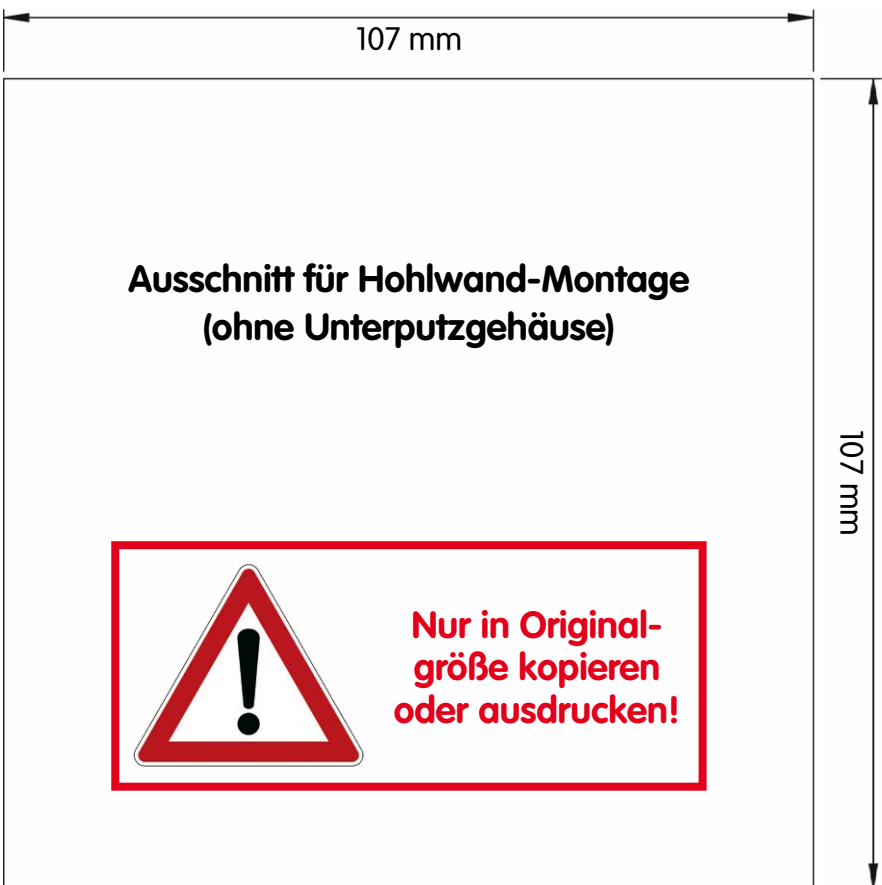 107 mm
Ausschnitt für Hohlwand-Montage
(ohne Unterputzgehäuse)
107 mm
Nur in Original-
größe kopieren
oder ausdrucken!